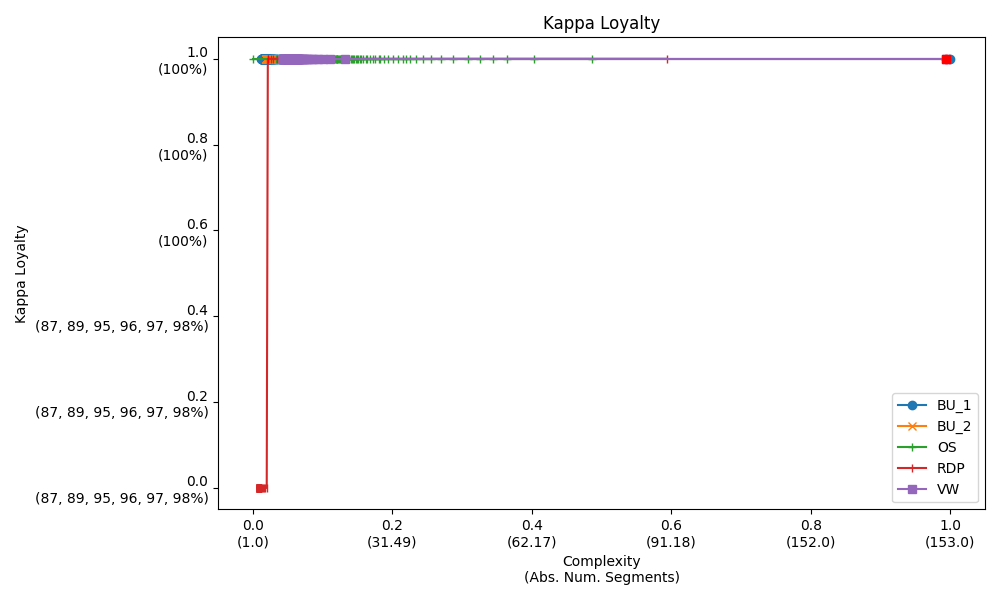 Kappa Loyalty
1.0
(100%)
0.8
(100%)
0.6
(100%)
0.4
(87, 89, 95, 96, 97, 98%)
0.2
(87, 89, 95, 96, 97, 98%)
0.0
(87, 89, 95, 96, 97, 98%)
Kappa Loyalty
BU_1
BU_2
OS
RDP
VW
0.0 0.2 0.4 0.6 0.8 1.0
(1.0) (31.49) (62.17) (91.18) (152.0) (153.0)
Complexity
(Abs. Num. Segments)